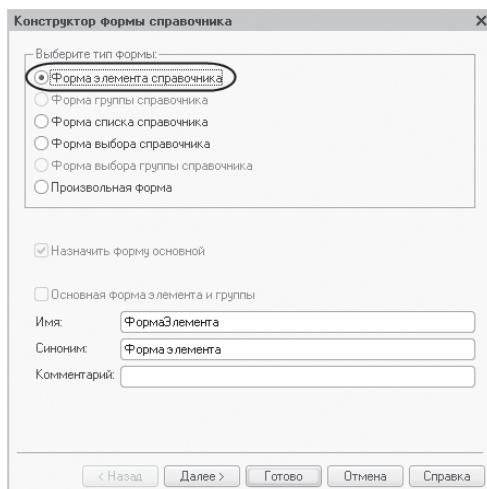 Конструктор формы справочника
Выберите тип формы:
Форма элемента справочника
Форма группы справочника
Форма списка справочника
Форма выбора справочника
Форма выбора группы справочника
Произвольная форма
Назначить форму основной
Основная форма элемента и группы
Имя: ФормаЭлемента
Синоним: Форма элемента
Комментарий:
< Назад Далее > Готово Отмена Справка